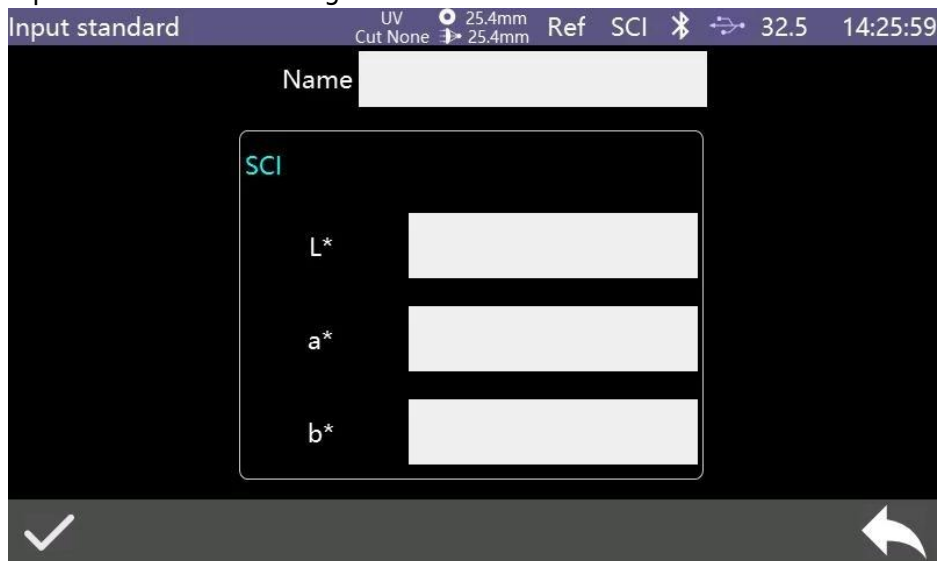 Input standard UV 25.4mm Ref SCI 32.5 14:25:59
Cut None 25.4mm
Name
SCI
L*
a*
b*